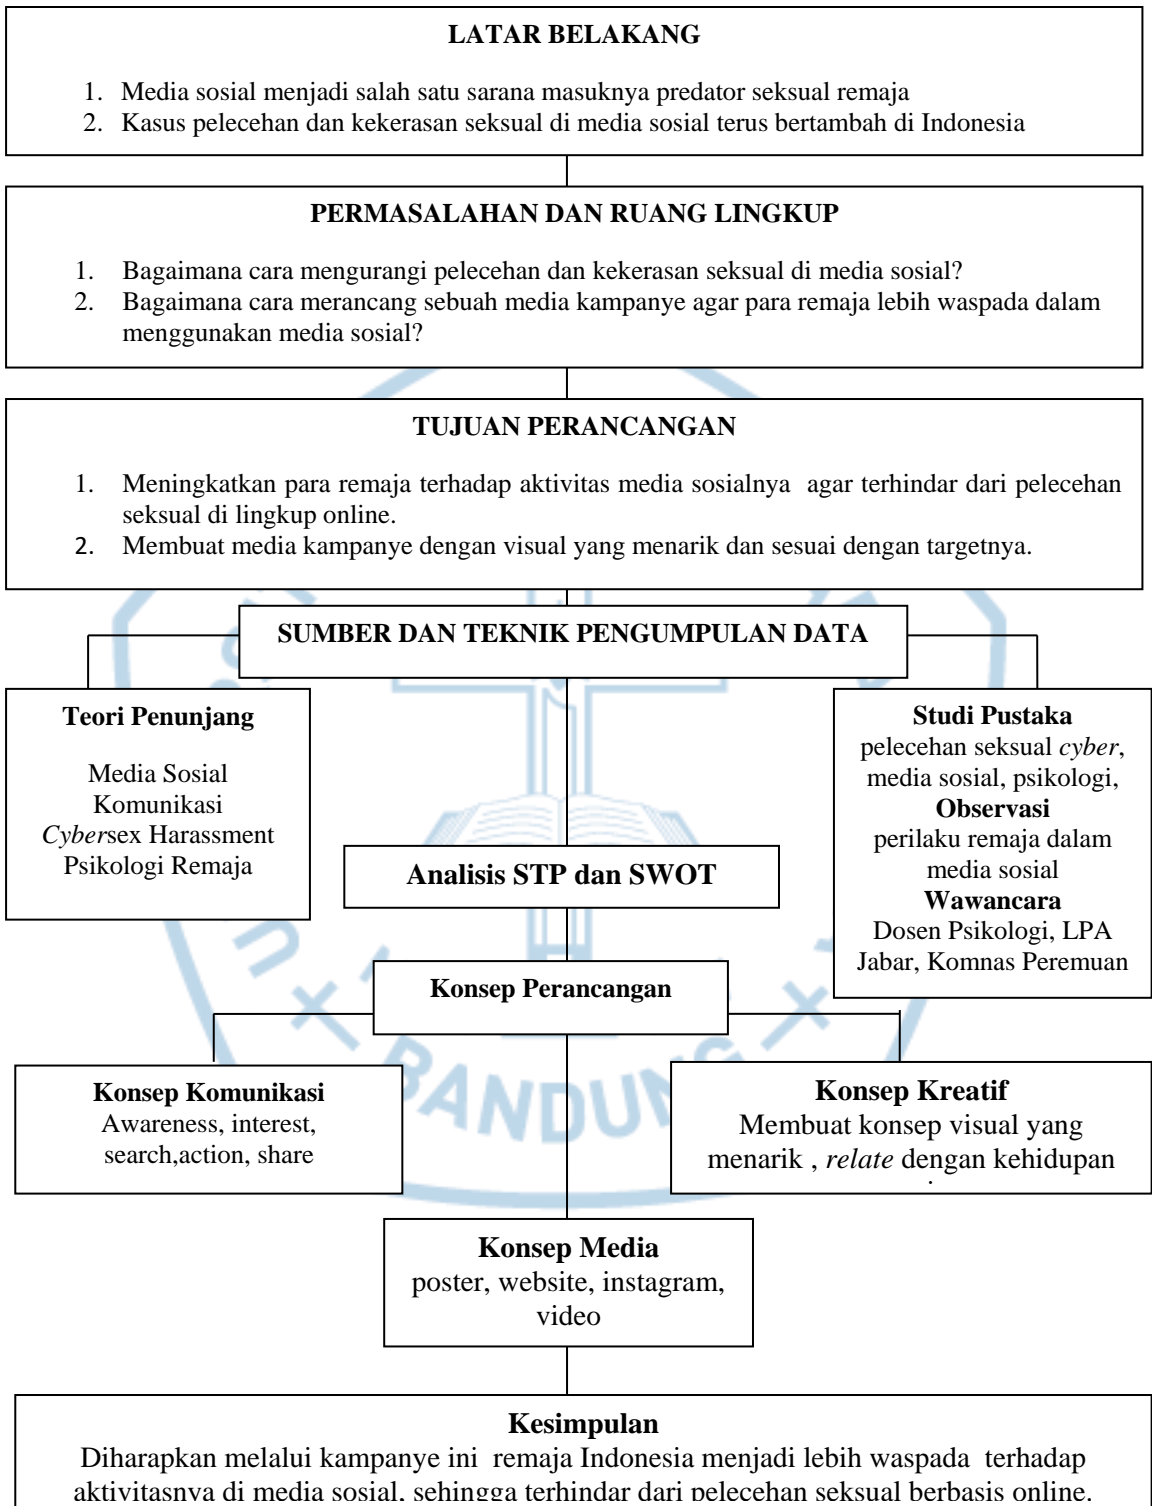 LATAR BELAKANG
1. Media sosial menjadi salah satu sarana masuknya predator seksual remaja
2. Kasus pelecehan dan kekerasan seksual di media sosial terus bertambah di Indonesia
PERMASALAHAN DAN RUANG LINGKUP
1. Bagaimana cara mengurangi pelecehan dan kekerasan seksual di media sosial?
2. Bagaimana cara merancang sebuah media kampanye agar para remaja lebih waspada dalam
menggunakan media sosial?
TUJUAN PERANCANGAN
1. Meningkatkan para remaja terhadap aktivitas media sosialnya agar terhindar dari pelecehan
seksual di lingkup online.
2. Membuat media kampanye dengan visual yang menarik dan sesuai dengan targetnya.
SUMBER DAN TEKNIK PENGUMPULAN DATA
Teori Penunjang
Media Sosial
Komunikasi
Cybersex Harassment
Psikologi Remaja
Studi Pustaka
pelecehan seksual cyber,
media sosial, psikologi,
Observasi
perilaku remaja dalam
media sosial
Wawancara
Dosen Psikologi, LPA
Jabar, Komnas Peremuan
Analisis STP dan SWOT
Konsep Perancangan
Konsep Komunikasi
Awareness, interest,
search,action, share
Konsep Kreatif
Membuat konsep visual yang
menarik , relate dengan kehidupan
Konsep Media
poster, website, instagram,
video
Kesimpulan
Diharapkan melalui kampanye ini remaja Indonesia menjadi lebih waspada terhadap
aktivitasnya di media sosial, sehingga terhindar dari pelecehan seksual berbasis online.
BANDUNG